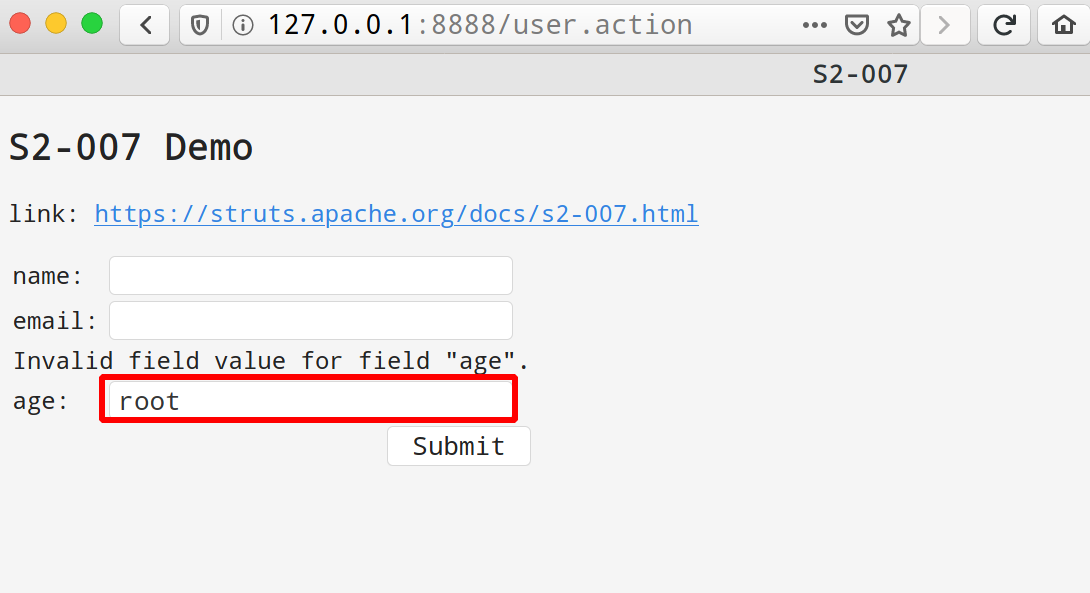 127.0.0.1:8888/user.action
S2-007
S2-007 Demo
link: https://struts.apache.org/docs/s2-007.html
name:
email:
Invalid field value for field "age".
age: root
Submit